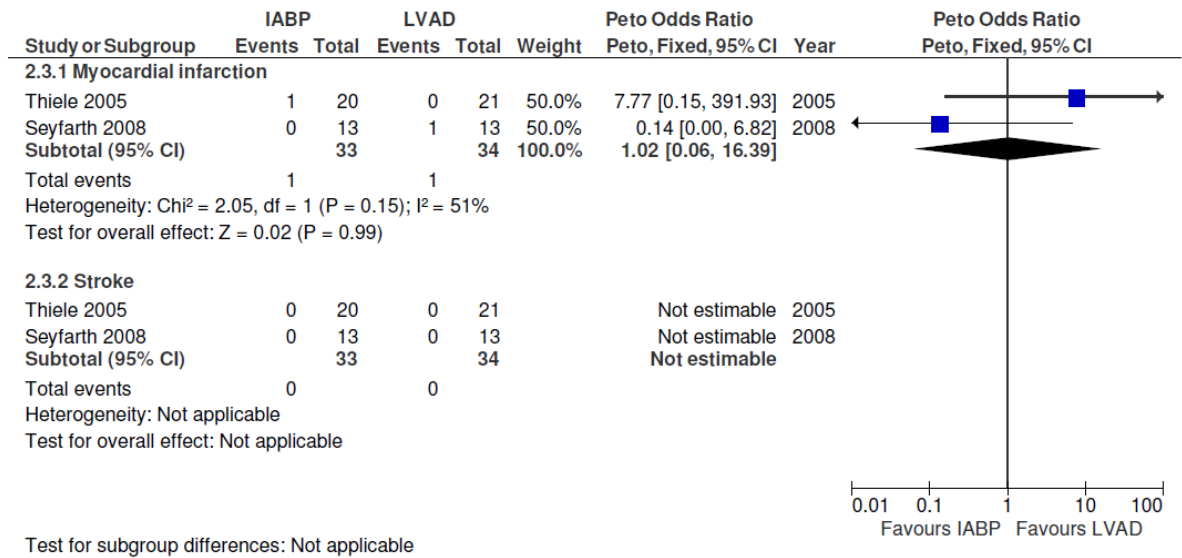 IABP LVAD Peto Odds Ratio Peto Odds Ratio
Study or Subgroup Events Total Events Total Weight Peto, Fixed, 95% CI Year Peto, Fixed, 95% CI
2.3.1 Myocardial infarction
Thiele 2005 1 20 0 21 50.0% 7.77 [0.15, 391.93] 2005
Seyfarth 2008 0 13 1 13 50.0% 0.14 [0.00, 6.82] 2008
Subtotal (95% CI) 33 34 100.0% 1.02 [0.06, 16.39]
Total events 1 1
Heterogeneity: Chi² = 2.05, df = 1 (P = 0.15); I² = 51%
Test for overall effect: Z = 0.02 (P = 0.99)
2.3.2 Stroke
Thiele 2005 0 20 0 21 Not estimable 2005
Seyfarth 2008 0 13 0 13 Not estimable 2008
Subtotal (95% CI) 33 34 Not estimable
Total events 0 0
Heterogeneity: Not applicable
Test for overall effect: Not applicable
0.01 0.1 1 10 100
Favours IABP Favours LVAD
Test for subgroup differences: Not applicable